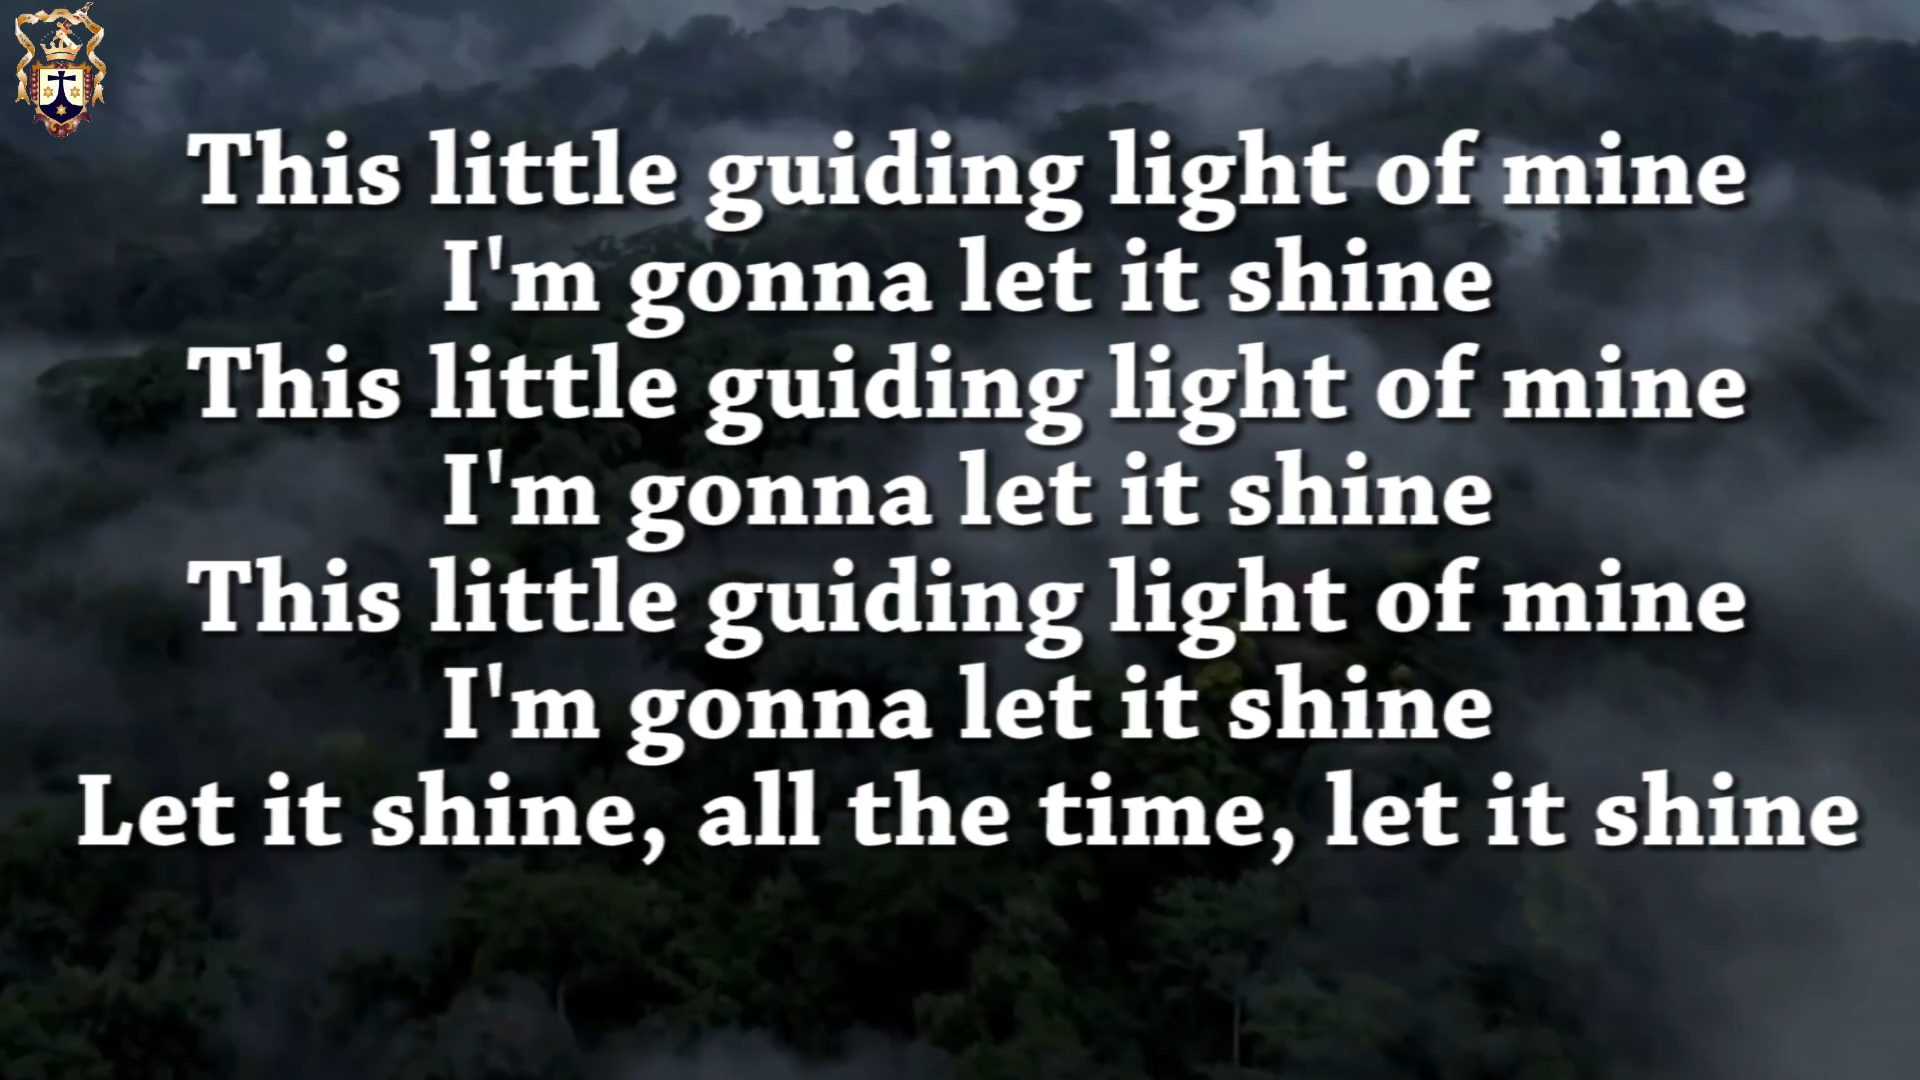 This little guiding light of mine
I'm gonna let it shine
This little guiding light of mine
I'm gonna let it shine
This little guiding light of mine
I'm gonna let it shine
Let it shine, all the time, let it shine